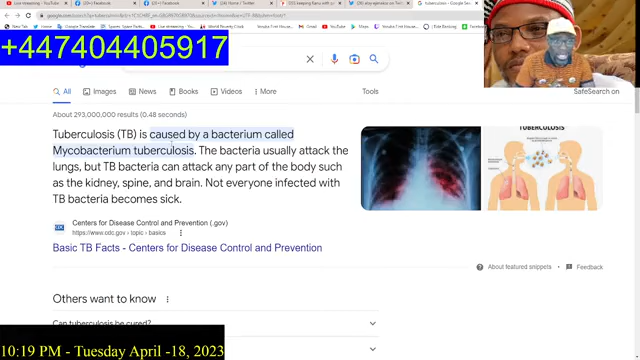 +447404405917
All
Images
News
Books
Videos
More
Tools
SafeSearch on
About 293,000,000 results (0.48 seconds)
Tuberculosis (TB) is caused by a bacterium called
Mycobacterium tuberculosis. The bacteria usually attack the
lungs, but TB bacteria can attack any part of the body such
as the kidney, spine, and brain. Not everyone infected with
TB bacteria becomes sick.
TUBERCULOSIS
Centers for Disease Control and Prevention (.gov)
https://www.cdc.gov › topic › basics
Basic TB Facts - Centers for Disease Control and Prevention
About featured snippets
Feedback
Others want to know
Can tuberculosis be cured?
10:19 PM - Tuesday April -18, 2023